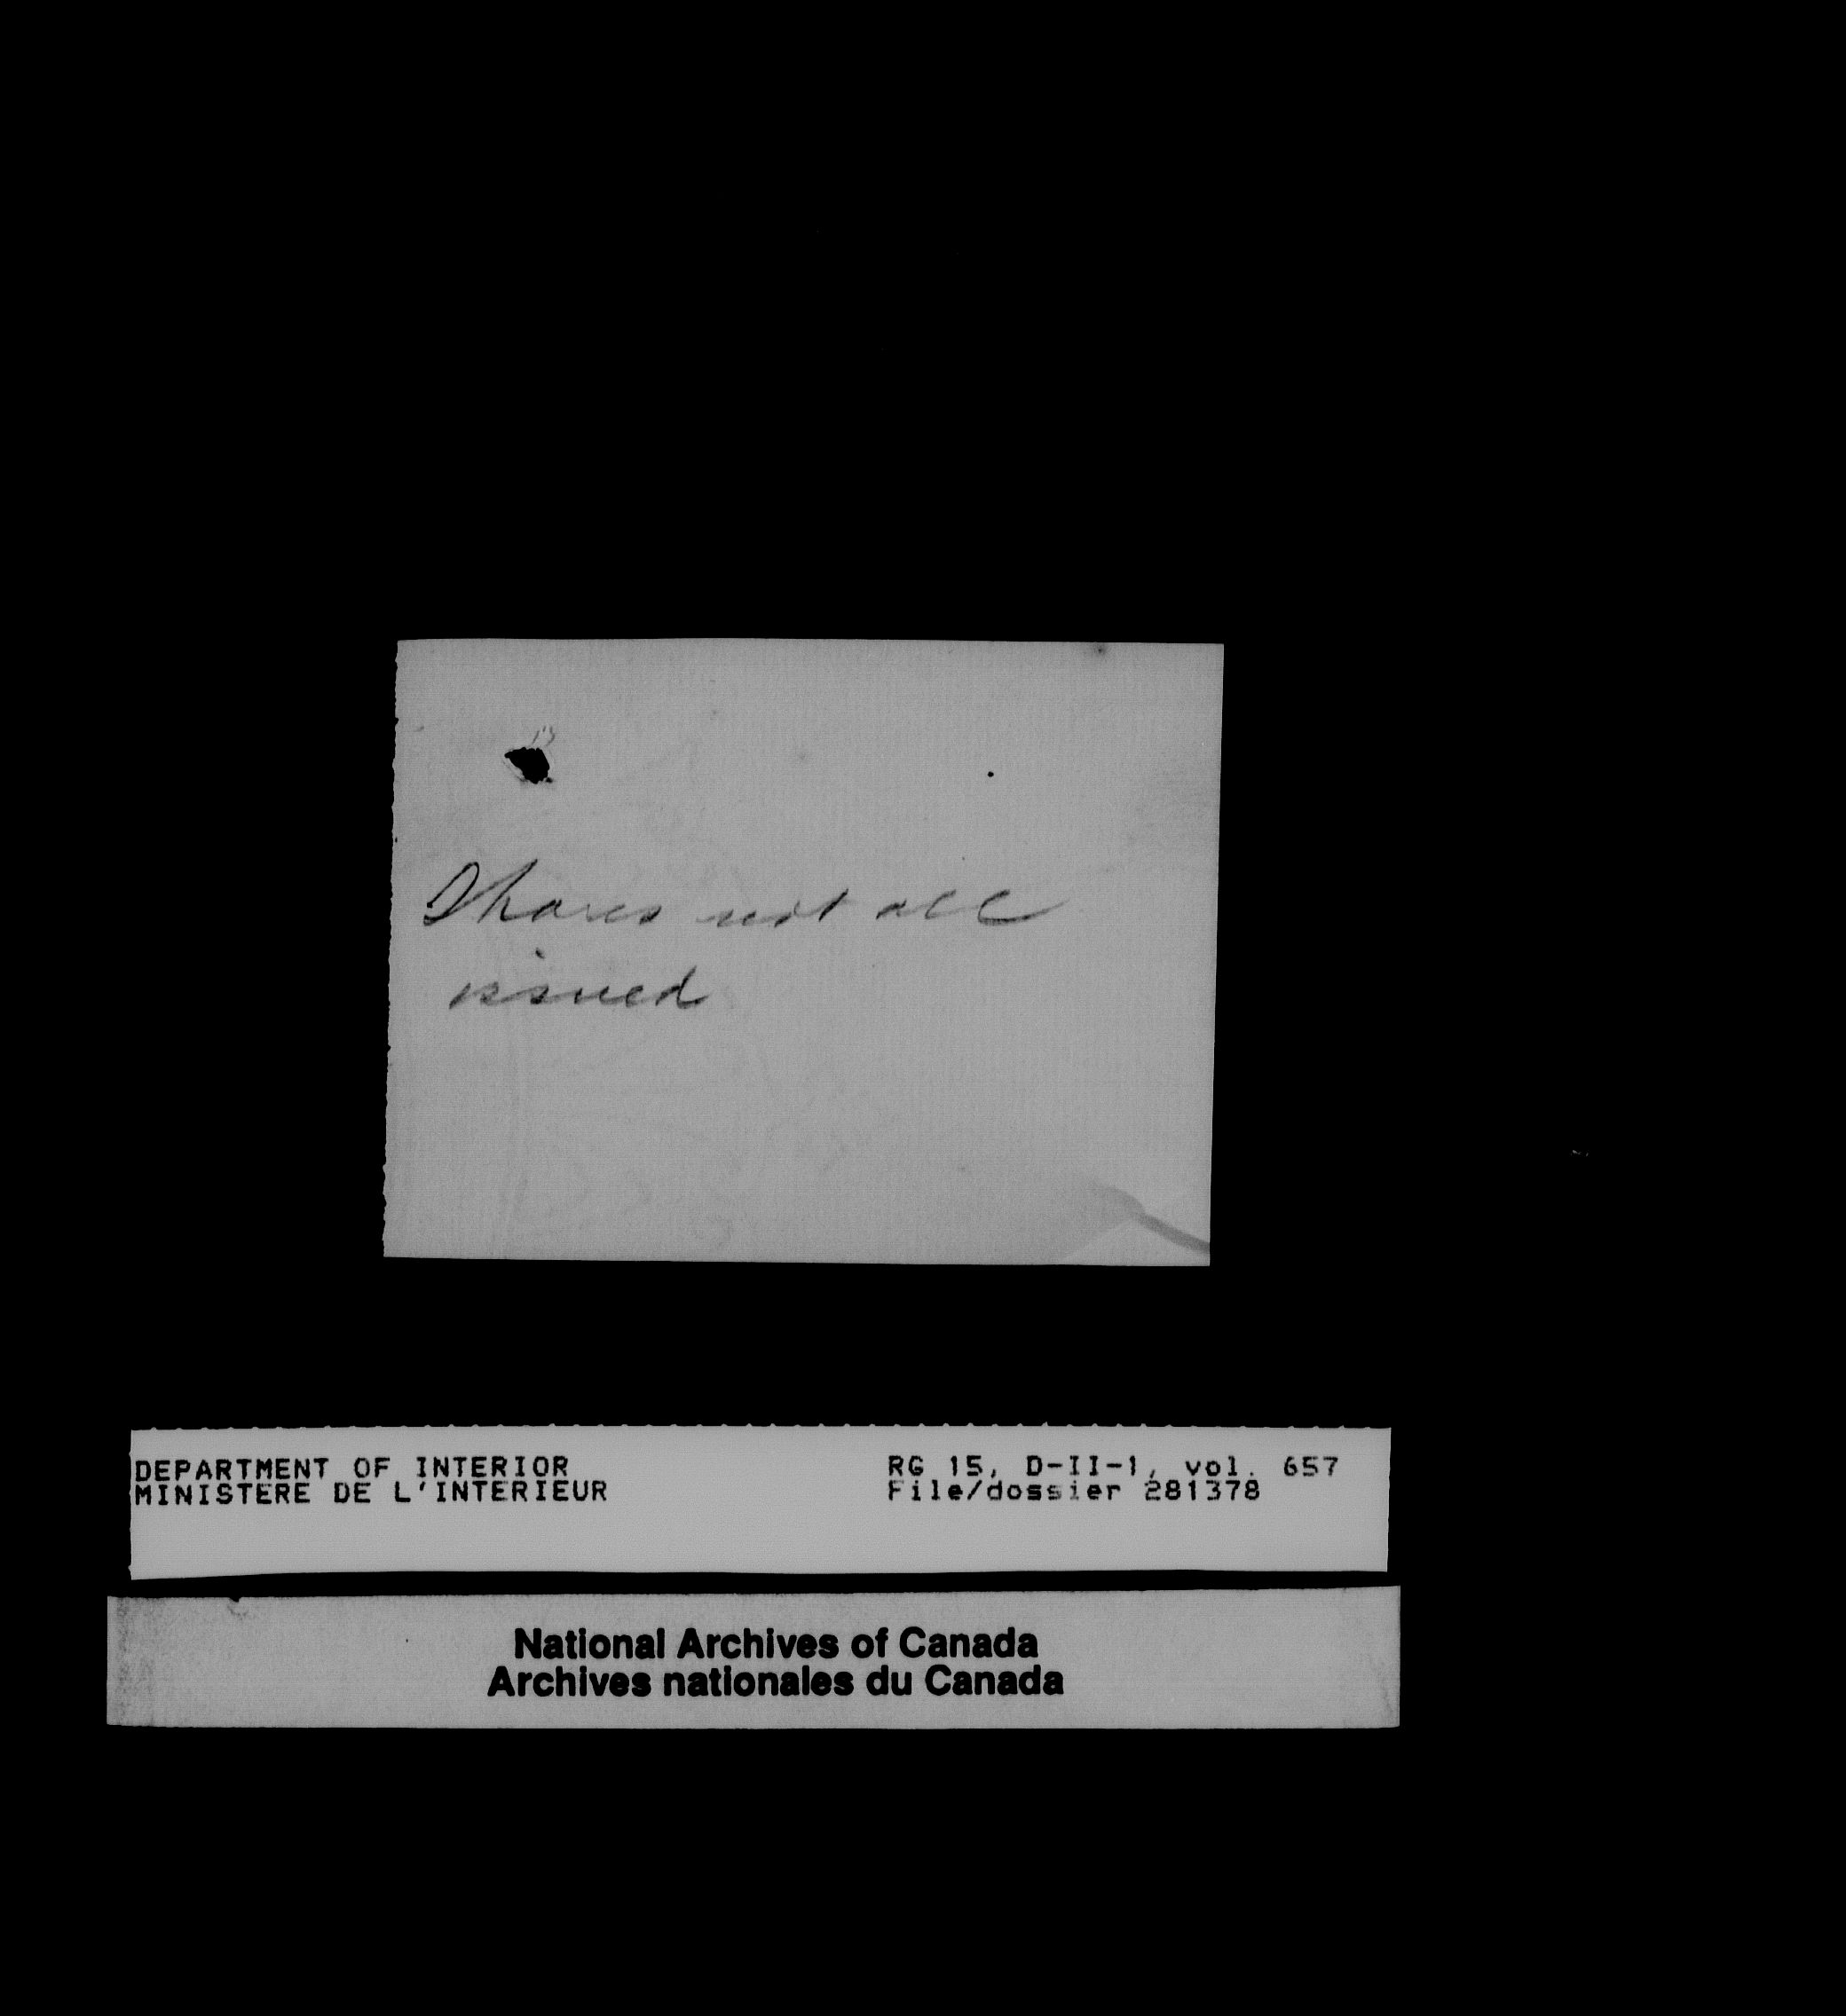 Shares not all
issued
DEPARTMENT OF INTERIOR RG 15, D-II-1, vol. 657
MINISTERE DE L'INTERIEUR File/dossier 281378
National Archives of Canada
Archives nationales du Canada